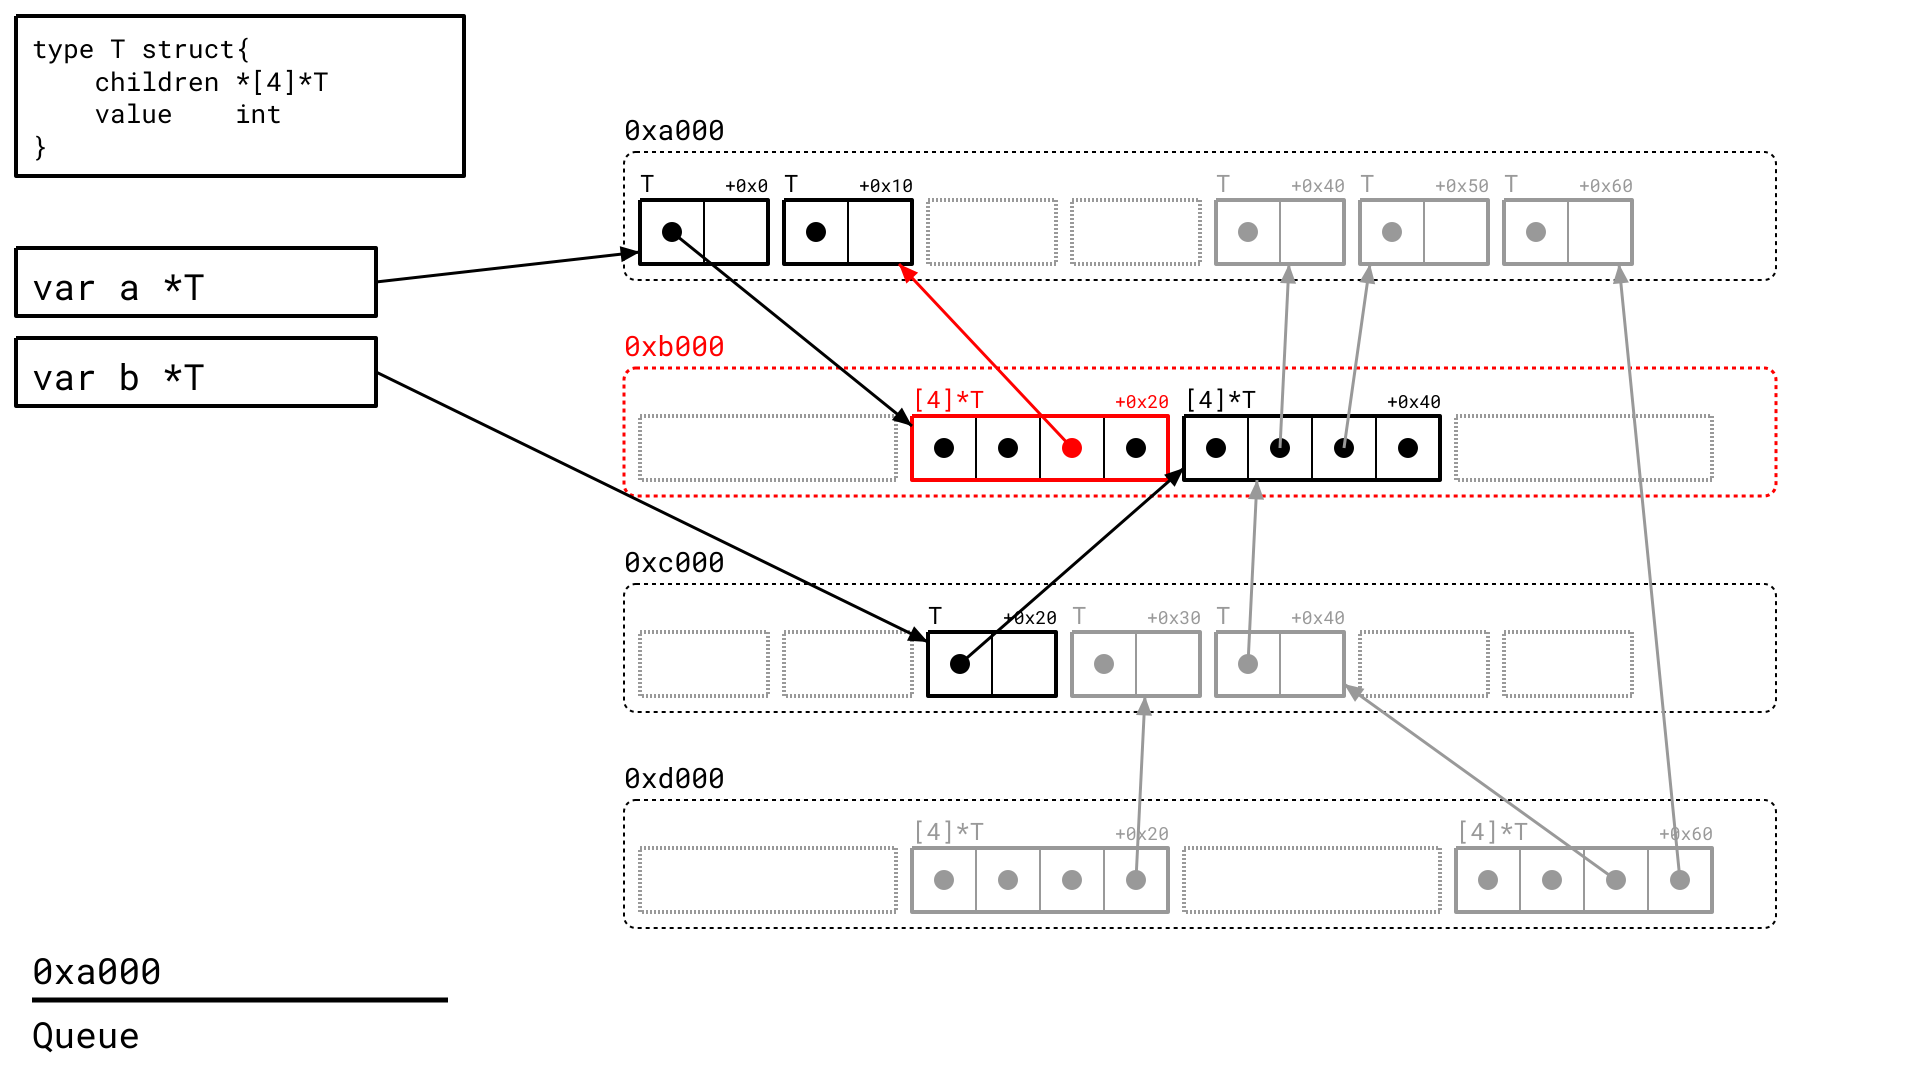 type T struct{
    children *[4]*T
    value    int
}
var a *T
var b *T
0xa000
T +0x0 T +0x10 T +0x40 T +0x50 T +0x60
0xb000
[4]*T +0x20 [4]*T +0x40
0xc000
T +0x20 T +0x30 T +0x40
0xd000
[4]*T +0x20 [4]*T +0x60
0xa000
Queue